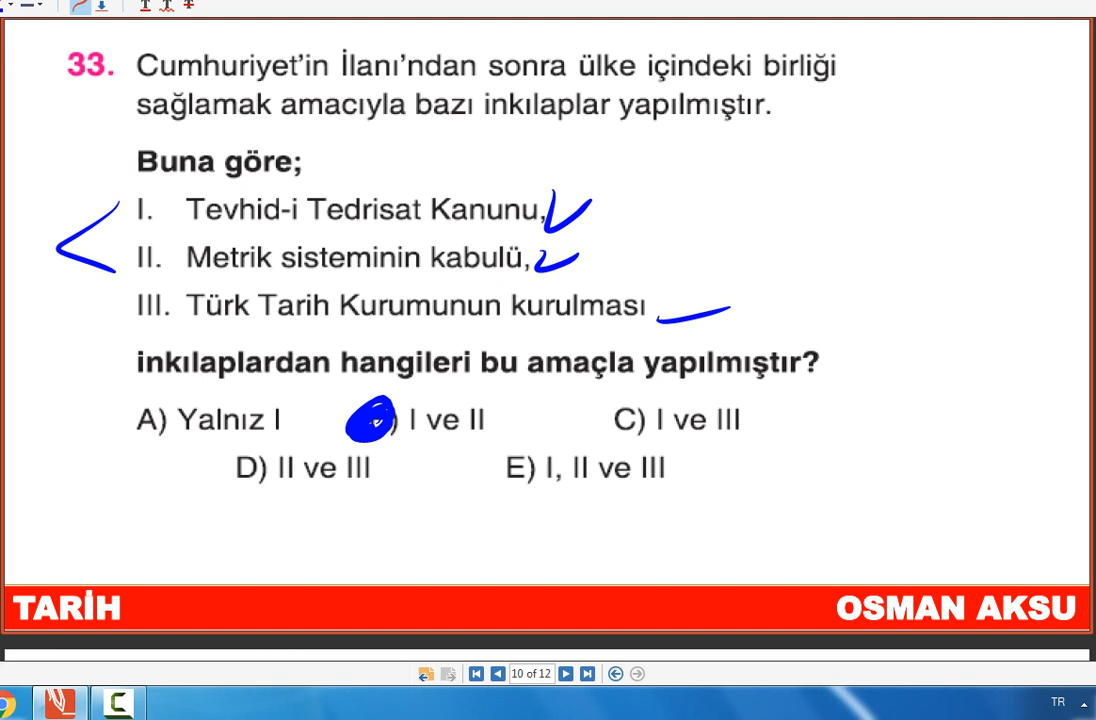 33. Cumhuriyet'in İlanı'ndan sonra ülke içindeki birliği
sağlamak amacıyla bazı inkılaplar yapılmıştır.
Buna göre;
I. Tevhid-i Tedrisat Kanunu,
II. Metrik sisteminin kabulü,
III. Türk Tarih Kurumunun kurulması
inkılaplardan hangileri bu amaçla yapılmıştır?
A) Yalnız I ) I ve II C) I ve III
D) II ve III E) I, II ve III
TARİH OSMAN AKSU
10 of 12
TR